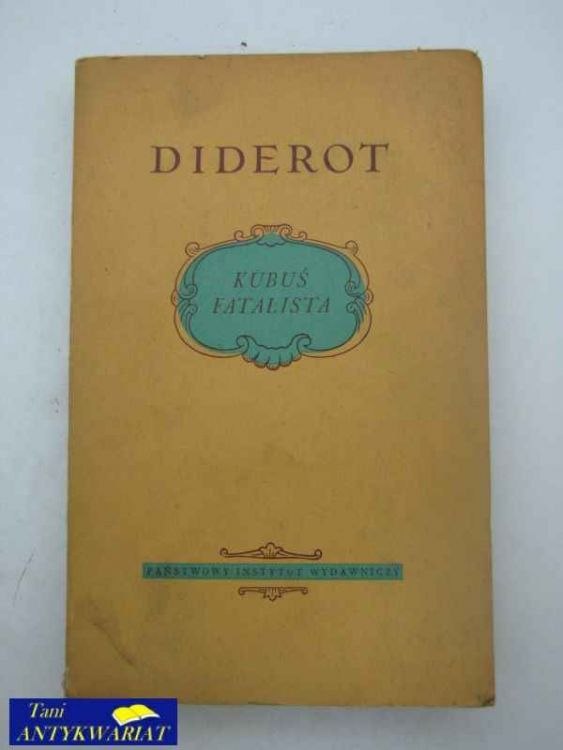 DIDEROT
KUBUŚ
FATALISTA
PAŃSTWOWY INSTYTUT WYDAWNICZY
Tani
ANTYKWARIAT